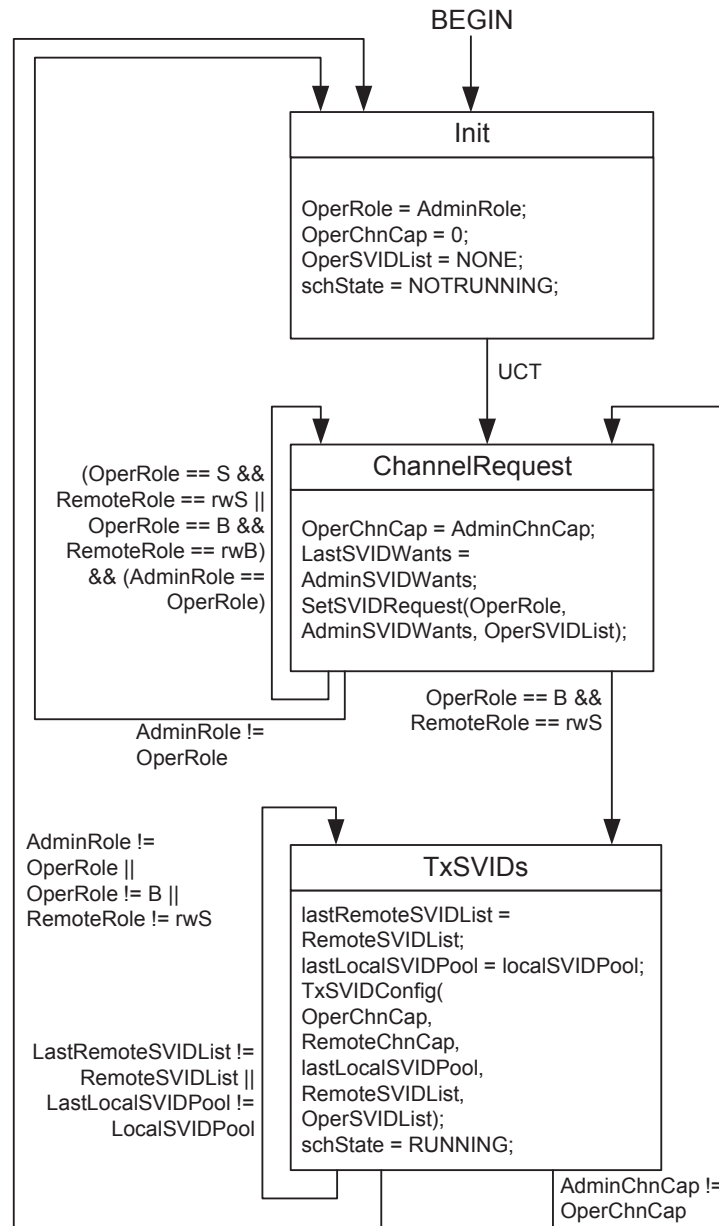 BEGIN
Init
OperRole = AdminRole;
OperChnCap = 0;
OperSVIDList = NONE;
schState = NOTRUNNING;
UCT
(OperRole == S &&
RemoteRole == rwS ||
OperRole == B &&
RemoteRole == rwB)
&& (AdminRole ==
OperRole)
ChannelRequest
OperChnCap = AdminChnCap;
LastSVIDWants =
AdminSVIDWants;
SetSVIDRequest(OperRole,
AdminSVIDWants, OperSVIDList);
AdminRole !=
OperRole
OperRole == B &&
RemoteRole == rwS
AdminRole !=
OperRole ||
OperRole != B ||
RemoteRole != rwS
TxSVIDs
lastRemoteSVIDList =
RemoteSVIDList;
lastLocalSVIDPool = localSVIDPool;
TxSVIDConfig(
OperChnCap,
RemoteChnCap,
lastLocalSVIDPool,
RemoteSVIDList,
OperSVIDList);
schState = RUNNING;
LastRemoteSVIDList !=
RemoteSVIDList ||
LastLocalSVIDPool !=
LocalSVIDPool
AdminChnCap !=
OperChnCap